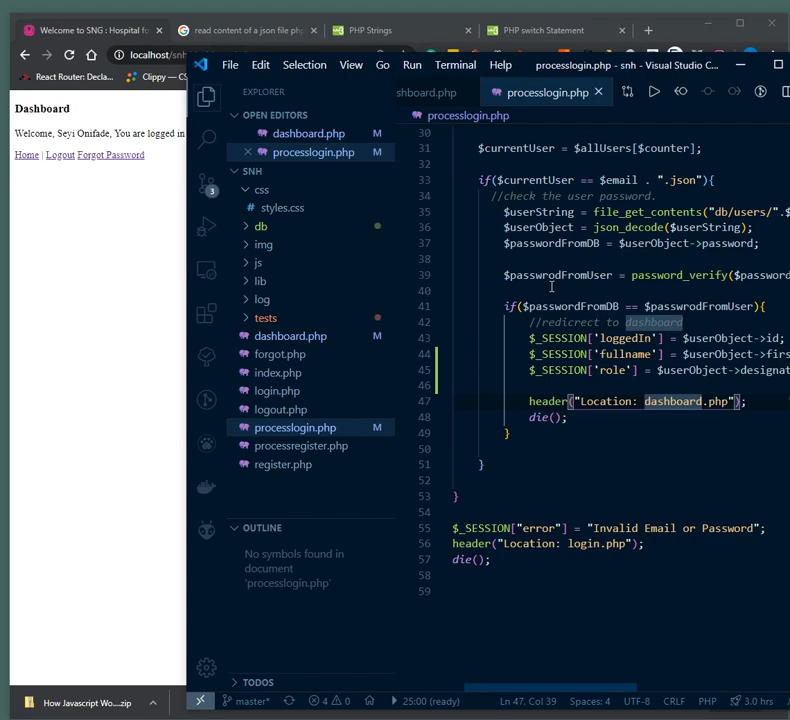 Welcome to SNG : Hospital fo
read content of a json file php
PHP Strings
PHP switch Statement
localhost/snh
React Router: Decla...
Clippy — CS
Dashboard
Welcome, Seyi Onifade, You are logged in
Home | Logout Forgot Password
How Javascript Wo....zip
File Edit Selection View Go Run Terminal Help
processlogin.php - snh - Visual Studio C...
EXPLORER
OPEN EDITORS
dashboard.php M
processlogin.php M
SNH
css
styles.css
db
img
js
lib
log
tests
dashboard.php M
forgot.php
index.php
login.php
logout.php
processlogin.php M
processregister.php
register.php
OUTLINE
No symbols found in
document
'processlogin.php'
TODOS
3
shboard.php M
processlogin.php M
processlogin.php
30
31 $currentUser = $allUsers[$counter];
32
33 if($currentUser == $email . ".json"){
34 //check the user password.
35 $userString = file_get_contents("db/users/".$
36 $userObject = json_decode($userString);
37 $passwordFromDB = $userObject->password;
38
39 $passwrodFromUser = password_verify($password
40
41 if($passwordFromDB == $passwrodFromUser){
42 //redicrect to dashboard
43 $_SESSION['loggedIn'] = $userObject->id;
44 $_SESSION['fullname'] = $userObject->firs
45 $_SESSION['role'] = $userObject->designat
46
47 header("Location: dashboard.php");
48 die();
49 }
50
51 }
52
53 }
54
55 $_SESSION["error"] = "Invalid Email or Password";
56 header("Location: login.php");
57 die();
58
59
master* 4 0 25:00 (ready) Ln 47, Col 39 Spaces: 4 UTF-8 CRLF PHP 3.0 hrs